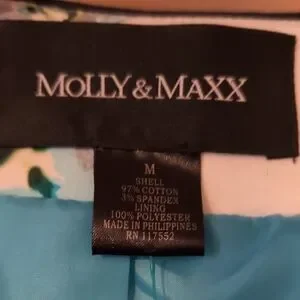 MOLLY & MAXX
M
SHELL
97% COTTON
3% SPANDEX
LINING
100% POLYESTER
MADE IN PHILIPPINES
RN 117552